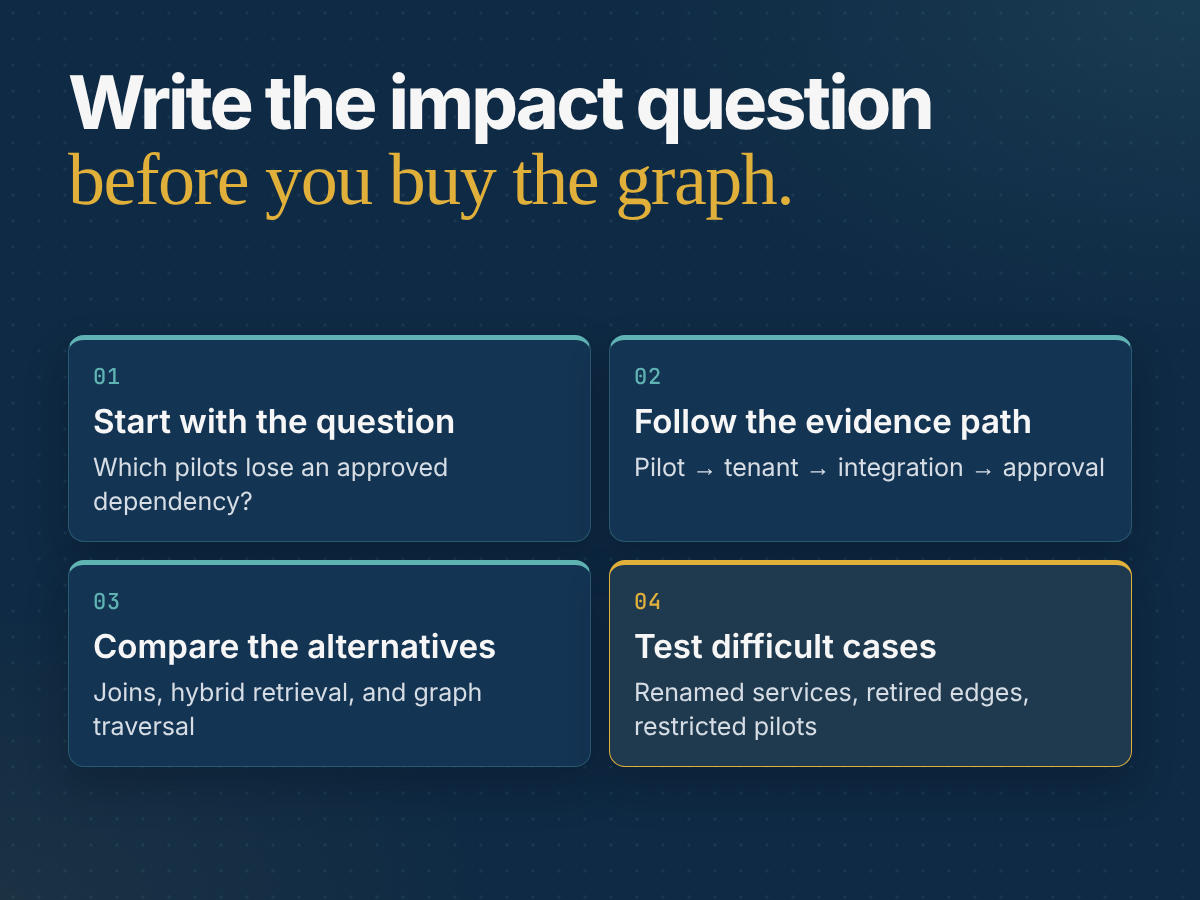 Write the impact question
before you buy the graph.
01
Start with the question
Which pilots lose an approved
dependency?
02
Follow the evidence path
Pilot → tenant → integration → approval
03
Compare the alternatives
Joins, hybrid retrieval, and graph
traversal
04
Test difficult cases
Renamed services, retired edges,
restricted pilots